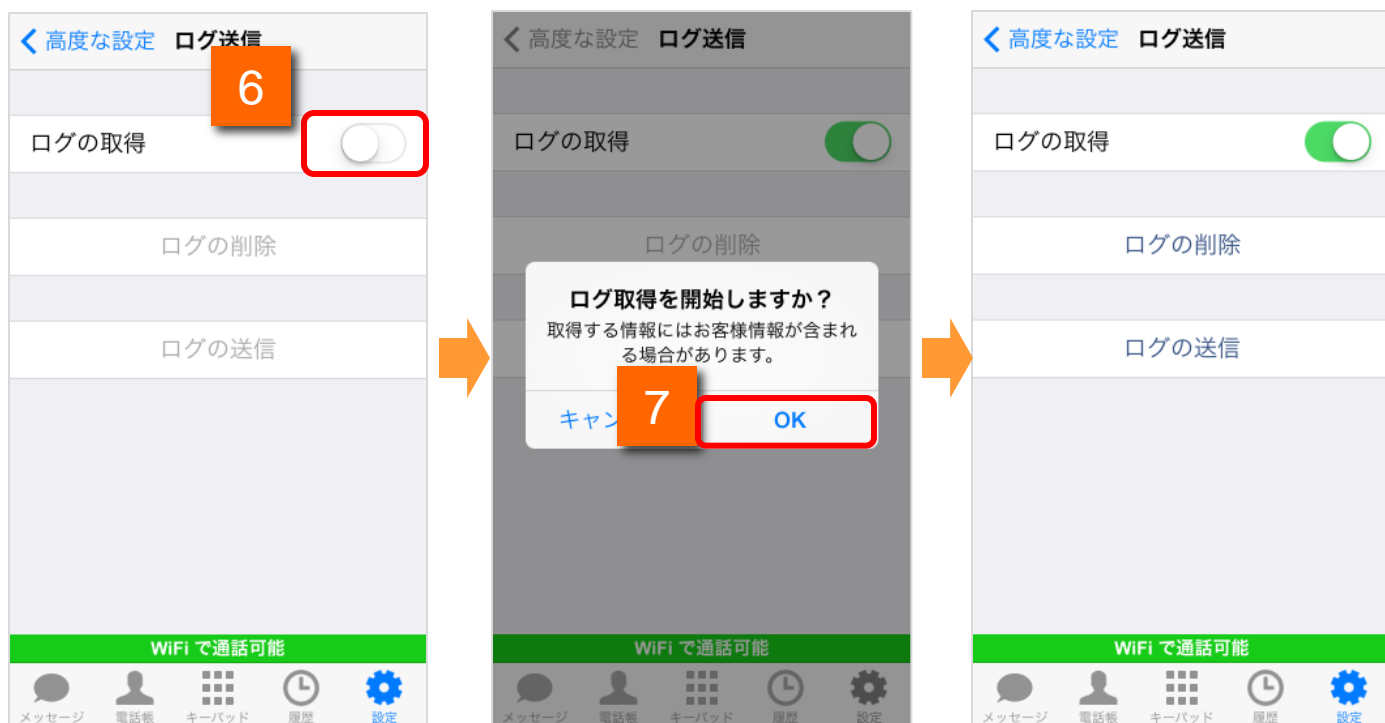 高度な設定 ログ送信
6
ログの取得
ログの削除
ログの送信
WiFi で通話可能
メッセージ 電話帳 キーパッド 履歴 設定
高度な設定 ログ送信
ログの取得
ログの削除
ログ取得を開始しますか？
取得する情報にはお客様情報が含まれ
る場合があります。
キャン 7 OK
WiFi で通話可能
メッセージ 電話帳 キーパッド 履歴 設定
高度な設定 ログ送信
ログの取得
ログの削除
ログの送信
WiFi で通話可能
メッセージ 電話帳 キーパッド 履歴 設定